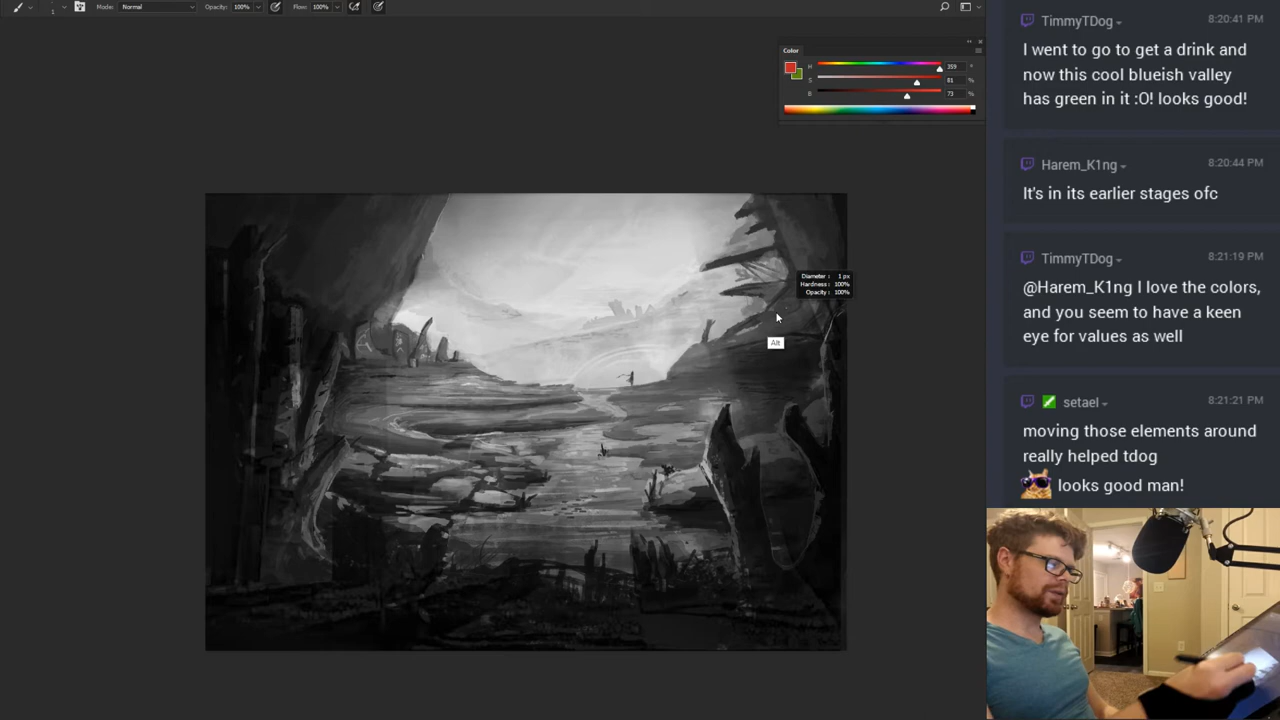 1
Mode: Normal
Opacity: 100%
Flow: 100%
Color
H 359 °
S 81 %
B 73 %
Diameter : 1 px
Hardness : 100%
Opacity : 100%
Alt
TimmyTDog 8:20:41 PM
I went to go to get a drink and
now this cool blueish valley
has green in it :O! looks good!
Harem_K1ng 8:20:44 PM
It's in its earlier stages ofc
TimmyTDog 8:21:19 PM
@Harem_K1ng I love the colors,
and you seem to have a keen
eye for values as well
setael 8:21:21 PM
moving those elements around
really helped tdog
looks good man!